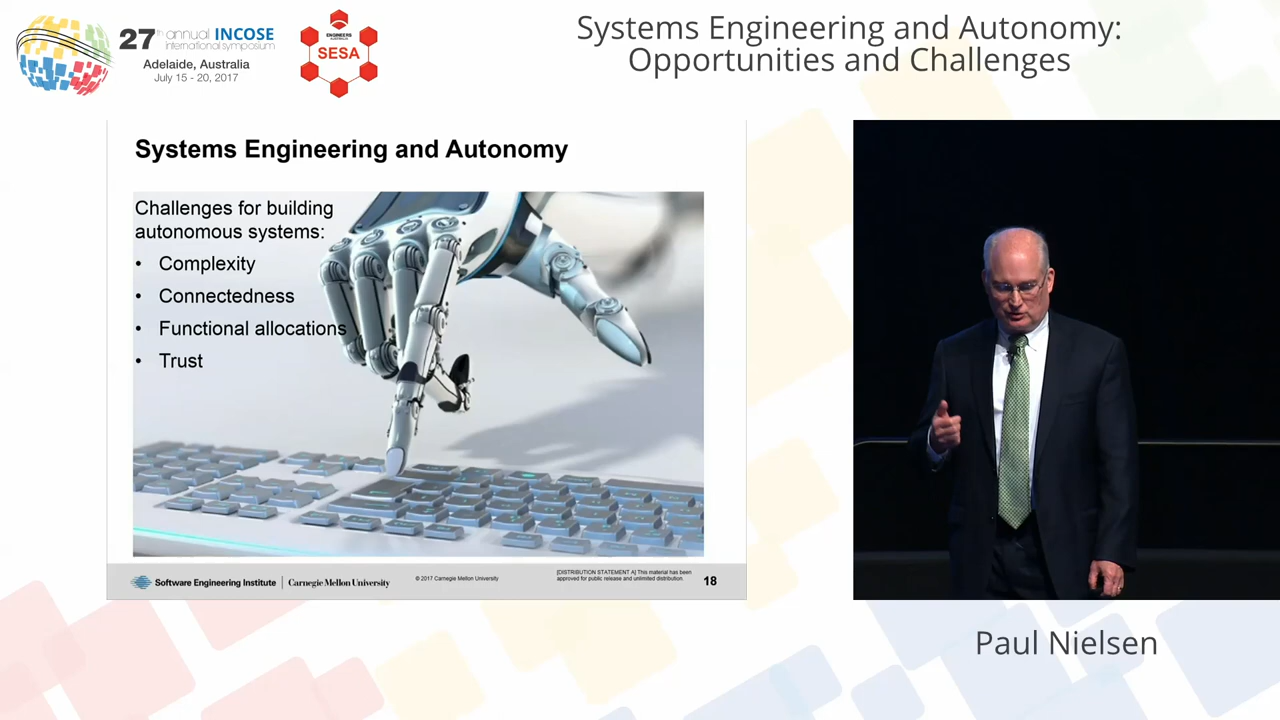 27th annual INCOSE
international symposium
Adelaide, Australia
July 15 - 20, 2017
ENGINEERS
AUSTRALIA
SESA
Systems Engineering and Autonomy:
Opportunities and Challenges
Systems Engineering and Autonomy
Challenges for building
autonomous systems:
• Complexity
• Connectedness
• Functional allocations
• Trust
Software Engineering Institute | Carnegie Mellon University
© 2017 Carnegie Mellon University
[DISTRIBUTION STATEMENT A] This material has been
approved for public release and unlimited distribution.
18
Paul Nielsen